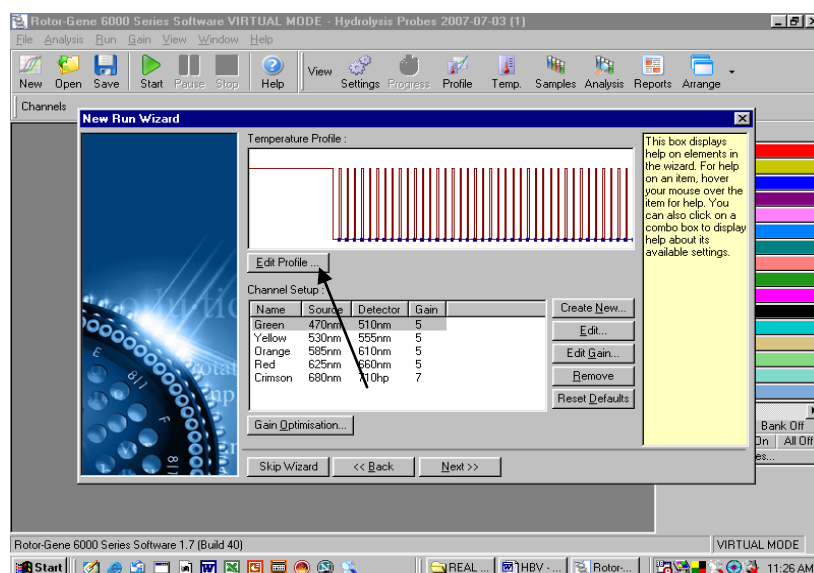 Rotor-Gene 6000 Series Software VIRTUAL MODE - Hydrolysis Probes 2007-07-03 (1)
File Analysis Run Gain View Window Help
New Open Save Start Pause Stop Help View Settings Progress Profile Temp. Samples Analysis Reports Arrange
Channels
New Run Wizard
Temperature Profile :
Edit Profile ...
Channel Setup :
Name Source Detector Gain
Green 470nm 510nm 5
Yellow 530nm 555nm 5
Orange 585nm 610nm 5
Red 625nm 660nm 5
Crimson 680nm 710hp 7
Create New...
Edit...
Edit Gain...
Remove
Reset Defaults
Gain Optimisation...
Skip Wizard << Back Next >>
This box displays
help on elements in
the wizard. For help
on an item, hover
your mouse over the
item for help. You
can also click on a
combo box to display
help about its
available settings.
Bank Off
On All Off
es...
Rotor-Gene 6000 Series Software 1.7 (Build 40) VIRTUAL MODE
Start REAL ... HBV - ... Rotor-... 11:26 AM